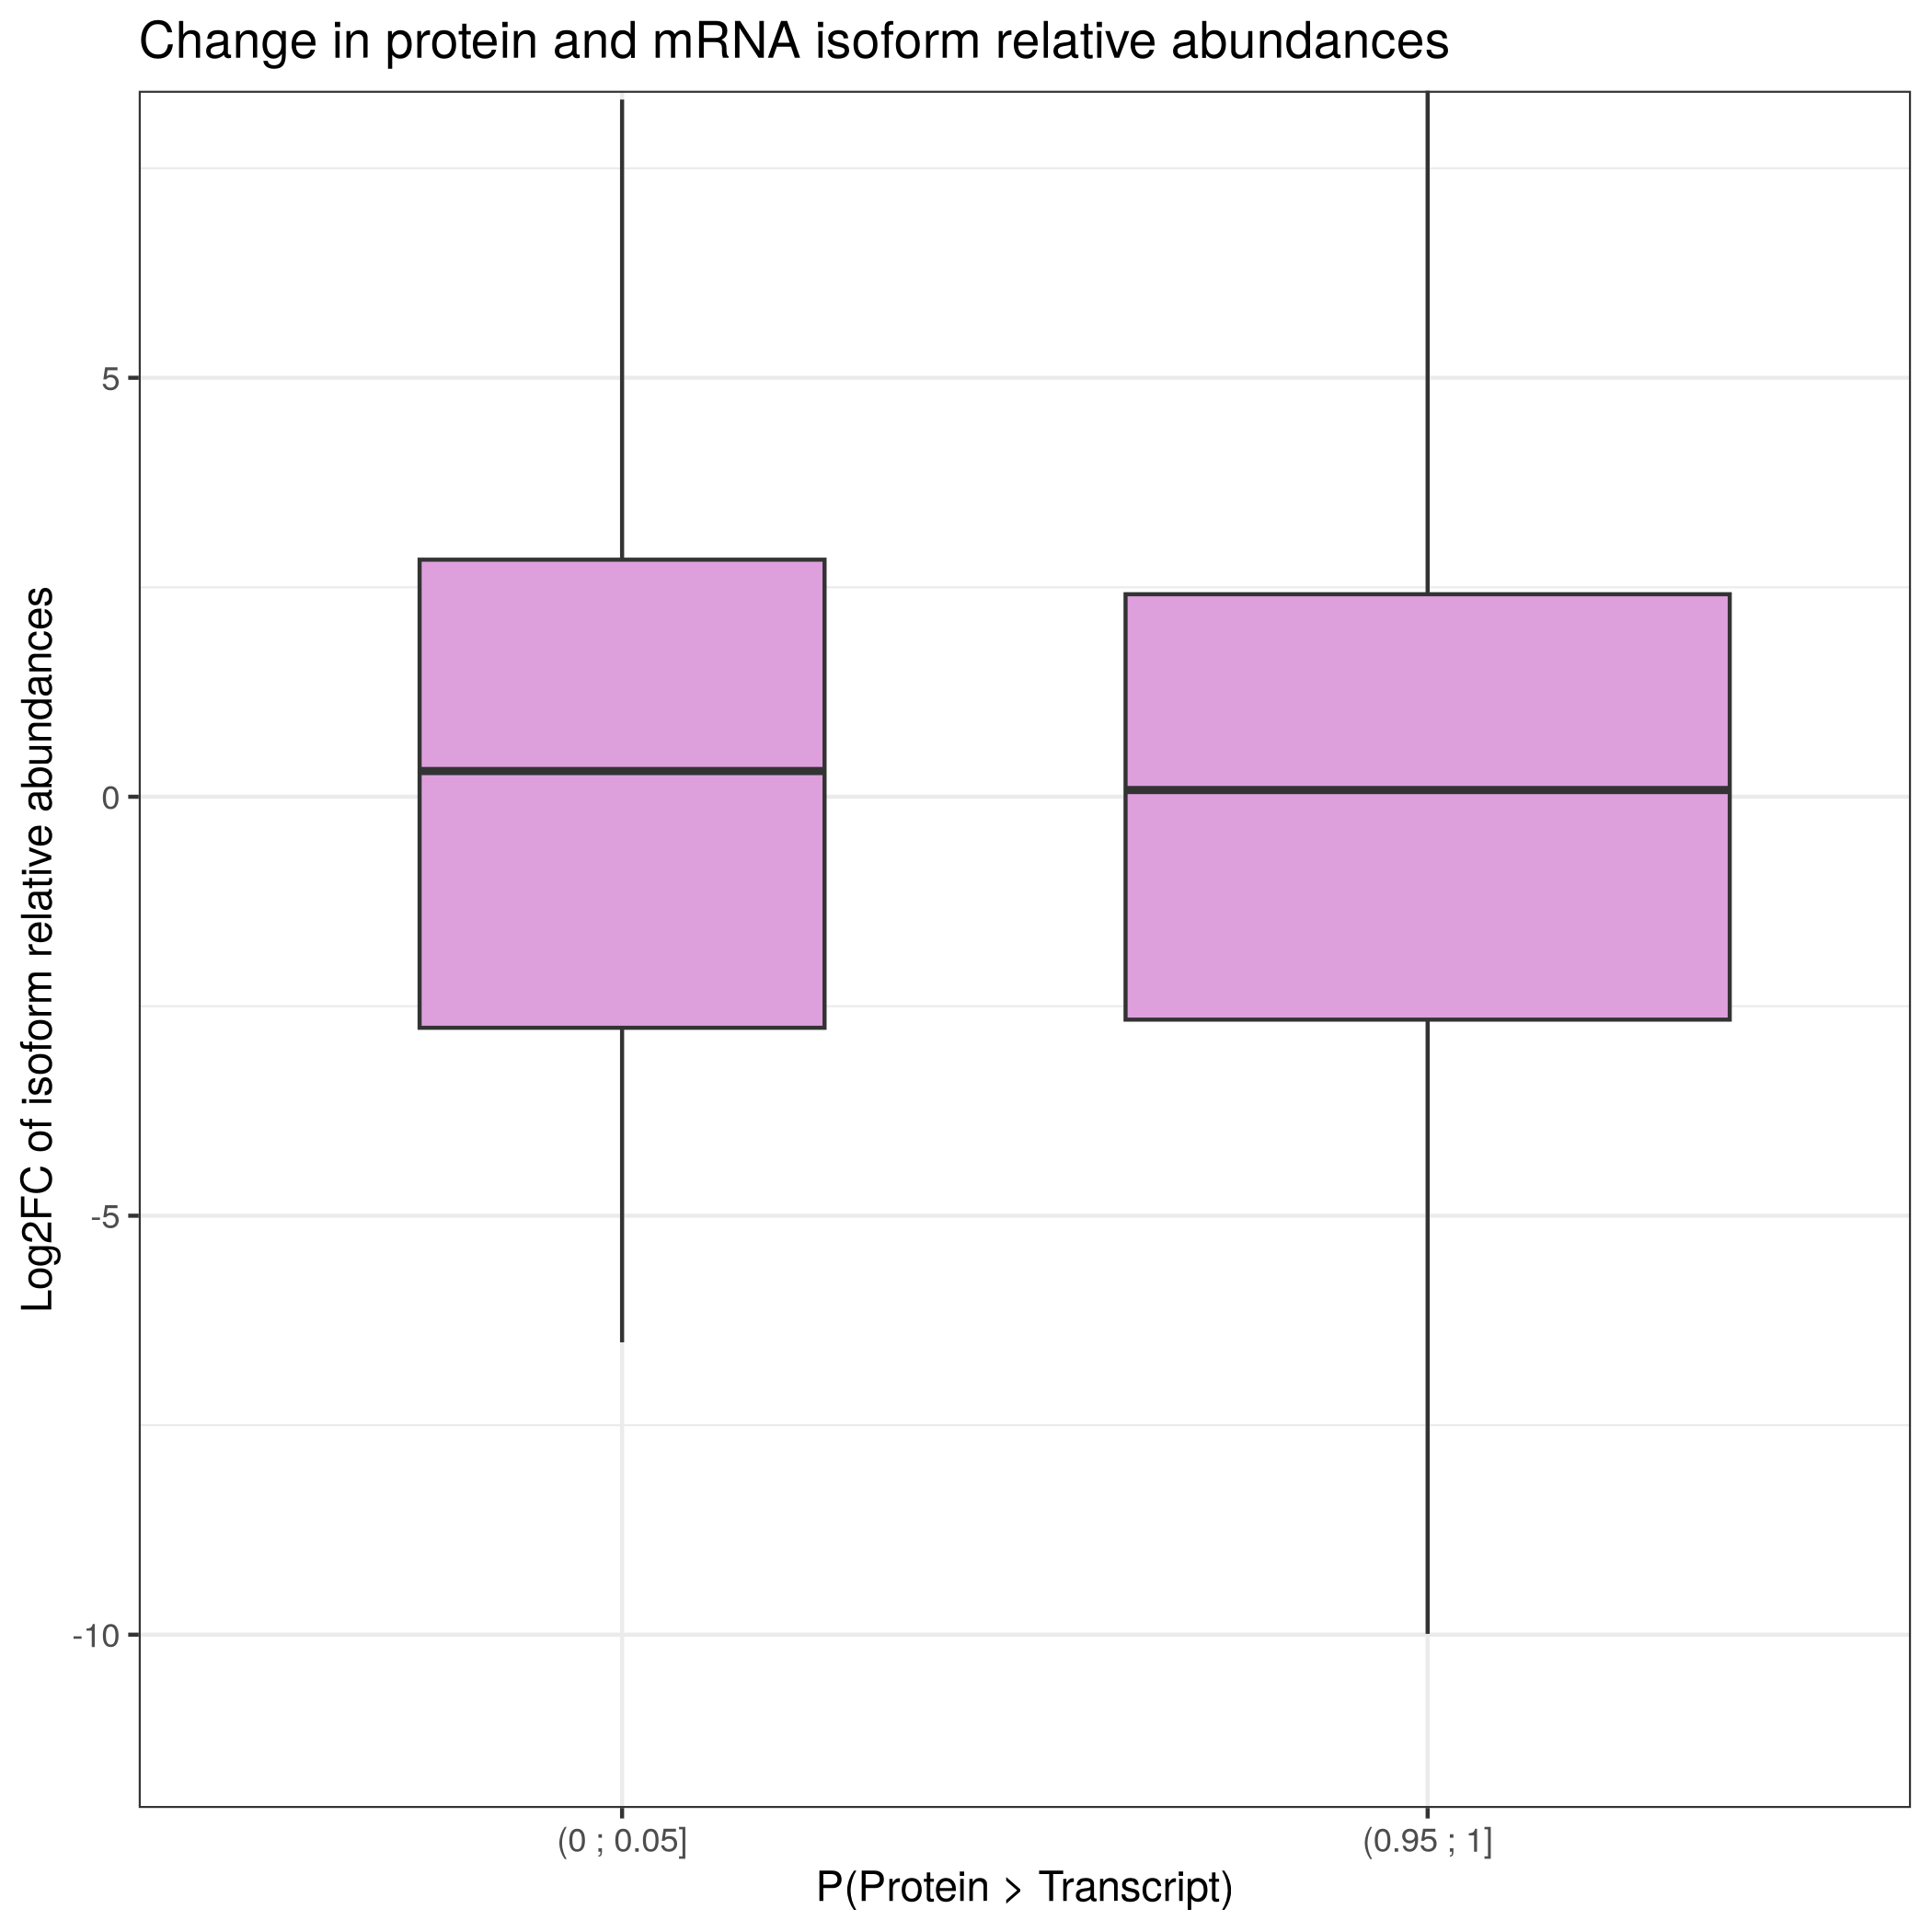 Change in protein and mRNA isoform relative abundances
Log2FC of isoform relative abundances
5
0
-5
-10
(0 ; 0.05]
(0.95 ; 1]
P(Protein > Transcript)